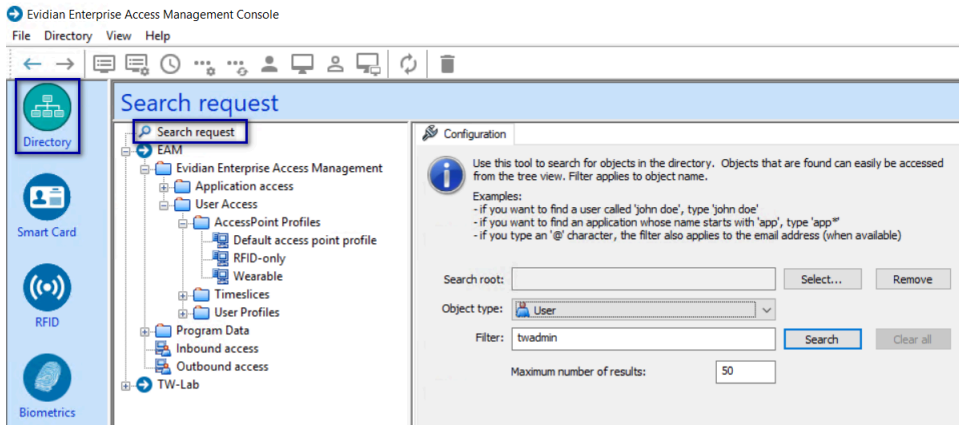 Evidian Enterprise Access Management Console
File Directory View Help
Directory
Smart Card
RFID
Biometrics
Search request
Search request
EAM
Evidian Enterprise Access Management
Application access
User Access
AccessPoint Profiles
Default access point profile
RFID-only
Wearable
Timeslices
User Profiles
Program Data
Inbound access
Outbound access
TW-Lab
Configuration
Use this tool to search for objects in the directory. Objects that are found can easily be accessed
from the tree view. Filter applies to object name.
Examples:
- if you want to find a user called 'john doe', type 'john doe'
- if you want to find an application whose name starts with 'app', type 'app*'
- if you type an '@' character, the filter also applies to the email address (when available)
Search root: Select... Remove
Object type: User
Filter: twadmin Search Clear all
Maximum number of results: 50